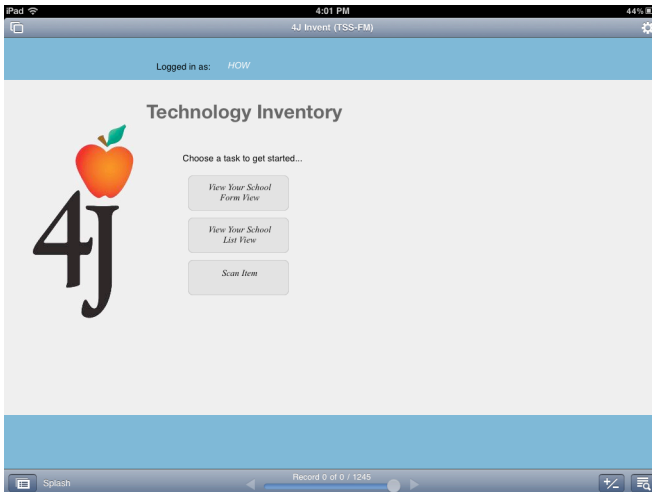 iPad 4:01 PM 44%
4J Invent (TSS-FM)
Logged in as: HOW
Technology Inventory
4J
Choose a task to get started...
View Your School
Form View
View Your School
List View
Scan Item
Record 0 of 0 / 1245
Splash
+/-